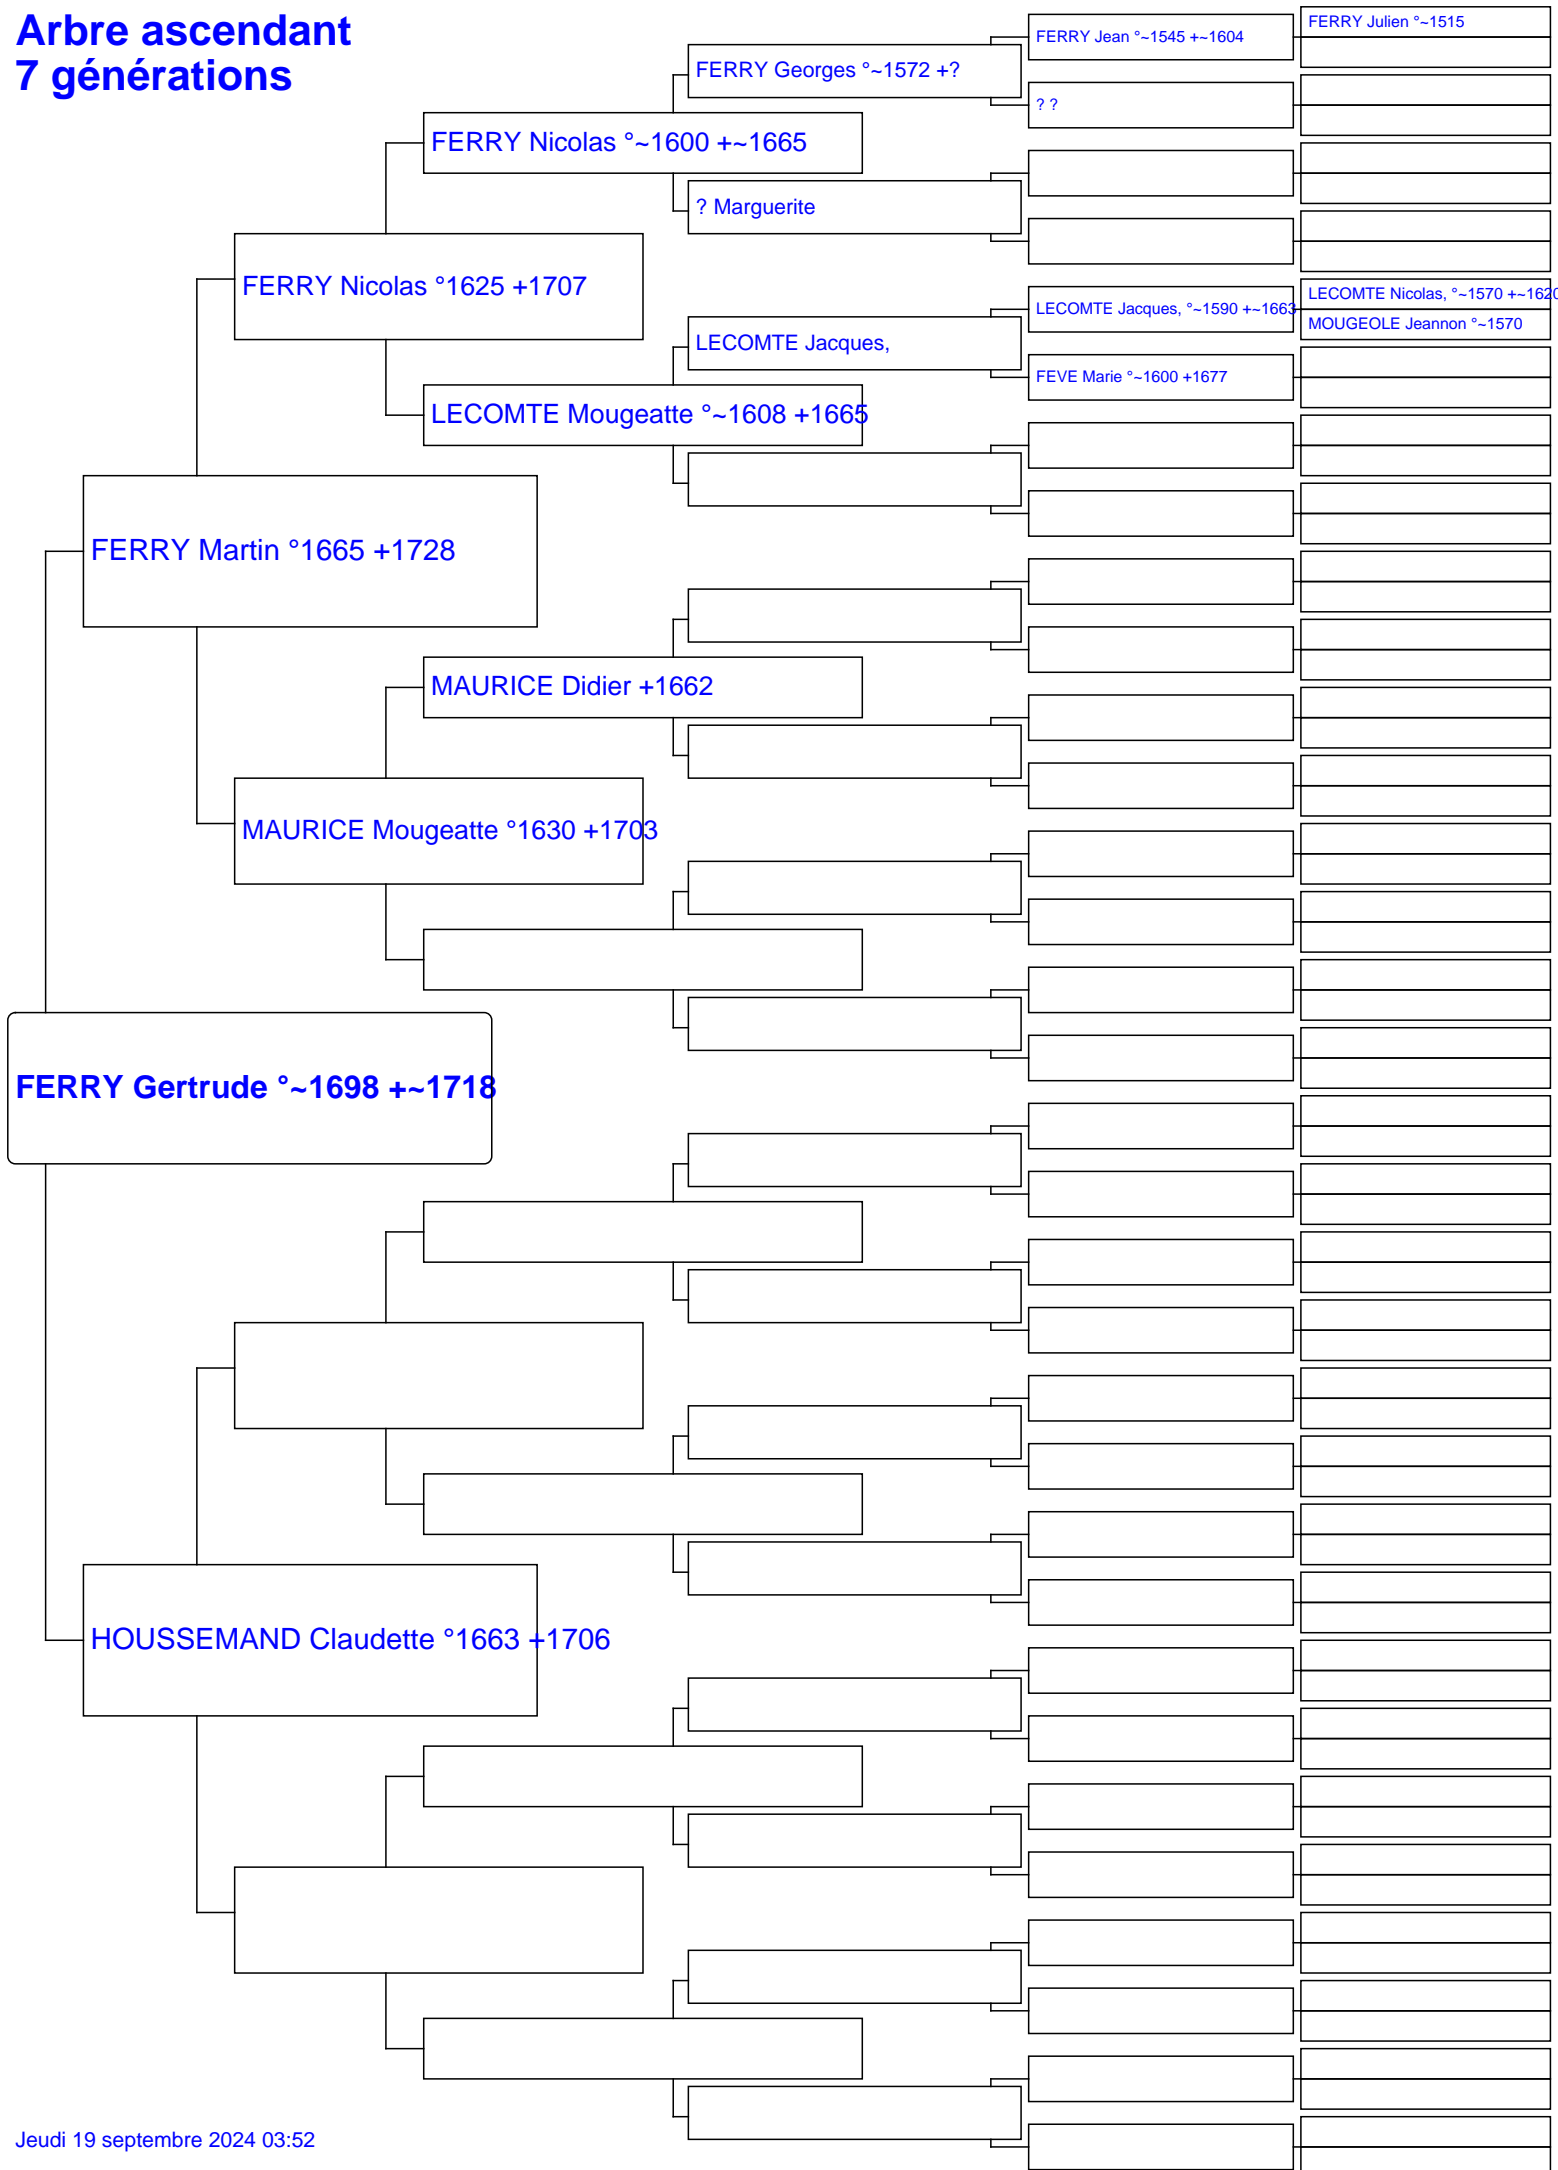 Arbre ascendant
7 générations
FERRY Julien °~1515
FERRY Jean °~1545 +~1604
FERRY Georges °~1572 +?
? ?
FERRY Nicolas °~1600 +~1665
? Marguerite
FERRY Nicolas °1625 +1707
LECOMTE Nicolas, °~1570 +~1620
LECOMTE Jacques, °~1590 +~1663
MOUGEOLE Jeannon °~1570
LECOMTE Jacques,
FEVE Marie °~1600 +1677
LECOMTE Mougeatte °~1608 +1665
FERRY Martin °1665 +1728
MAURICE Didier +1662
MAURICE Mougeatte °1630 +1703
FERRY Gertrude °~1698 +~1718
HOUSSEMAND Claudette °1663 +1706
Jeudi 19 septembre 2024 03:52